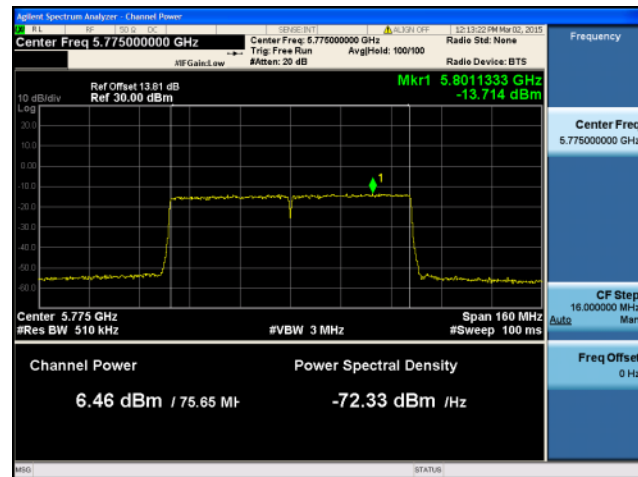 Agilent Spectrum Analyzer - Channel Power
RL RF 50 Ω DC SENSE:INT ALIGN OFF 12:13:22 PM Mar 02, 2015
Center Freq 5.775000000 GHz
Center Freq: 5.775000000 GHz Radio Std: None
Trig: Free Run Avg|Hold: 100/100
#IFGain:Low #Atten: 20 dB Radio Device: BTS
Frequency
Ref Offset 13.81 dB
Ref 30.00 dBm
Mkr1 5.8011333 GHz
-13.714 dBm
10 dB/div
Log
20.0
10.0
0.00
-10.0
-20.0
-30.0
-40.0
-50.0
-60.0
1
Center 5.775 GHz Span 160 MHz
#Res BW 510 kHz #VBW 3 MHz #Sweep 100 ms
Channel Power Power Spectral Density
6.46 dBm / 75.65 MH -72.33 dBm /Hz
Center Freq
5.775000000 GHz
CF Step
16.000000 MHz
Auto Man
Freq Offset
0 Hz
MSG STATUS